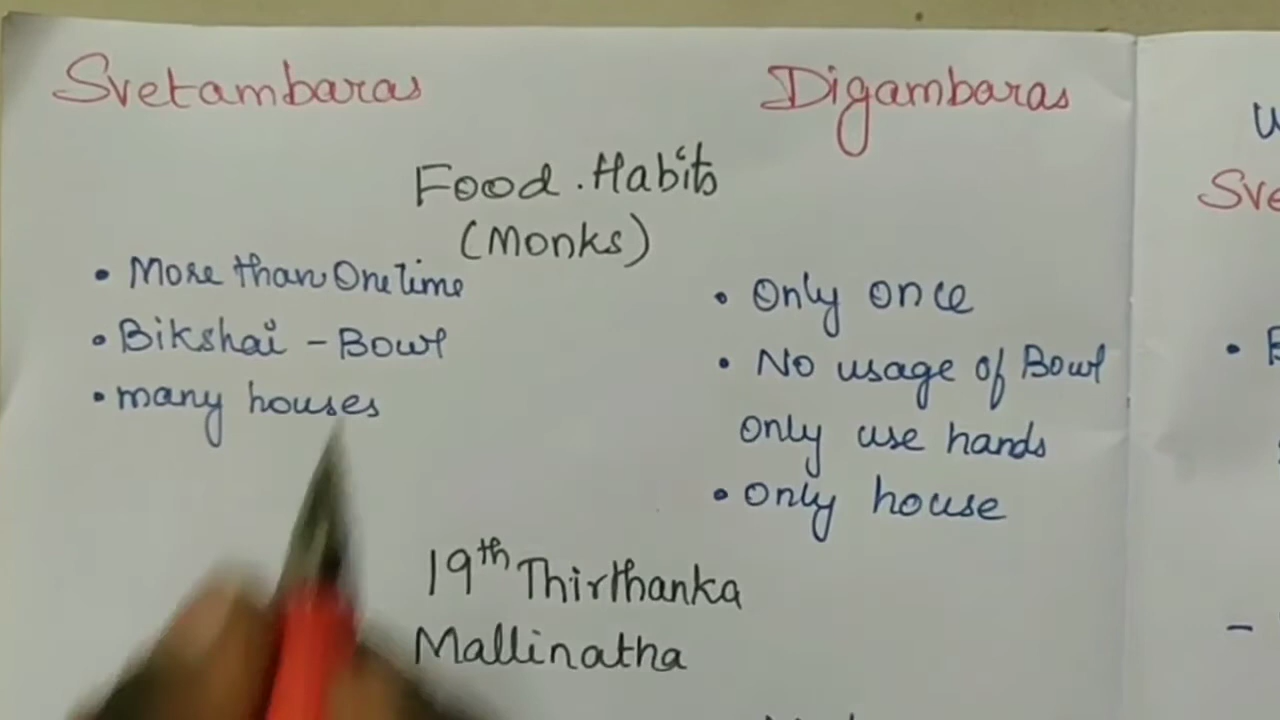 Svetambaras
Digambaras
Food Habits
(Monks)
• More than One time
• Bikshai - Bowl
• many houses
• Only once
• No usage of Bowl
only use hands
• Only house
19th Thirthanka
Mallinatha
Sve